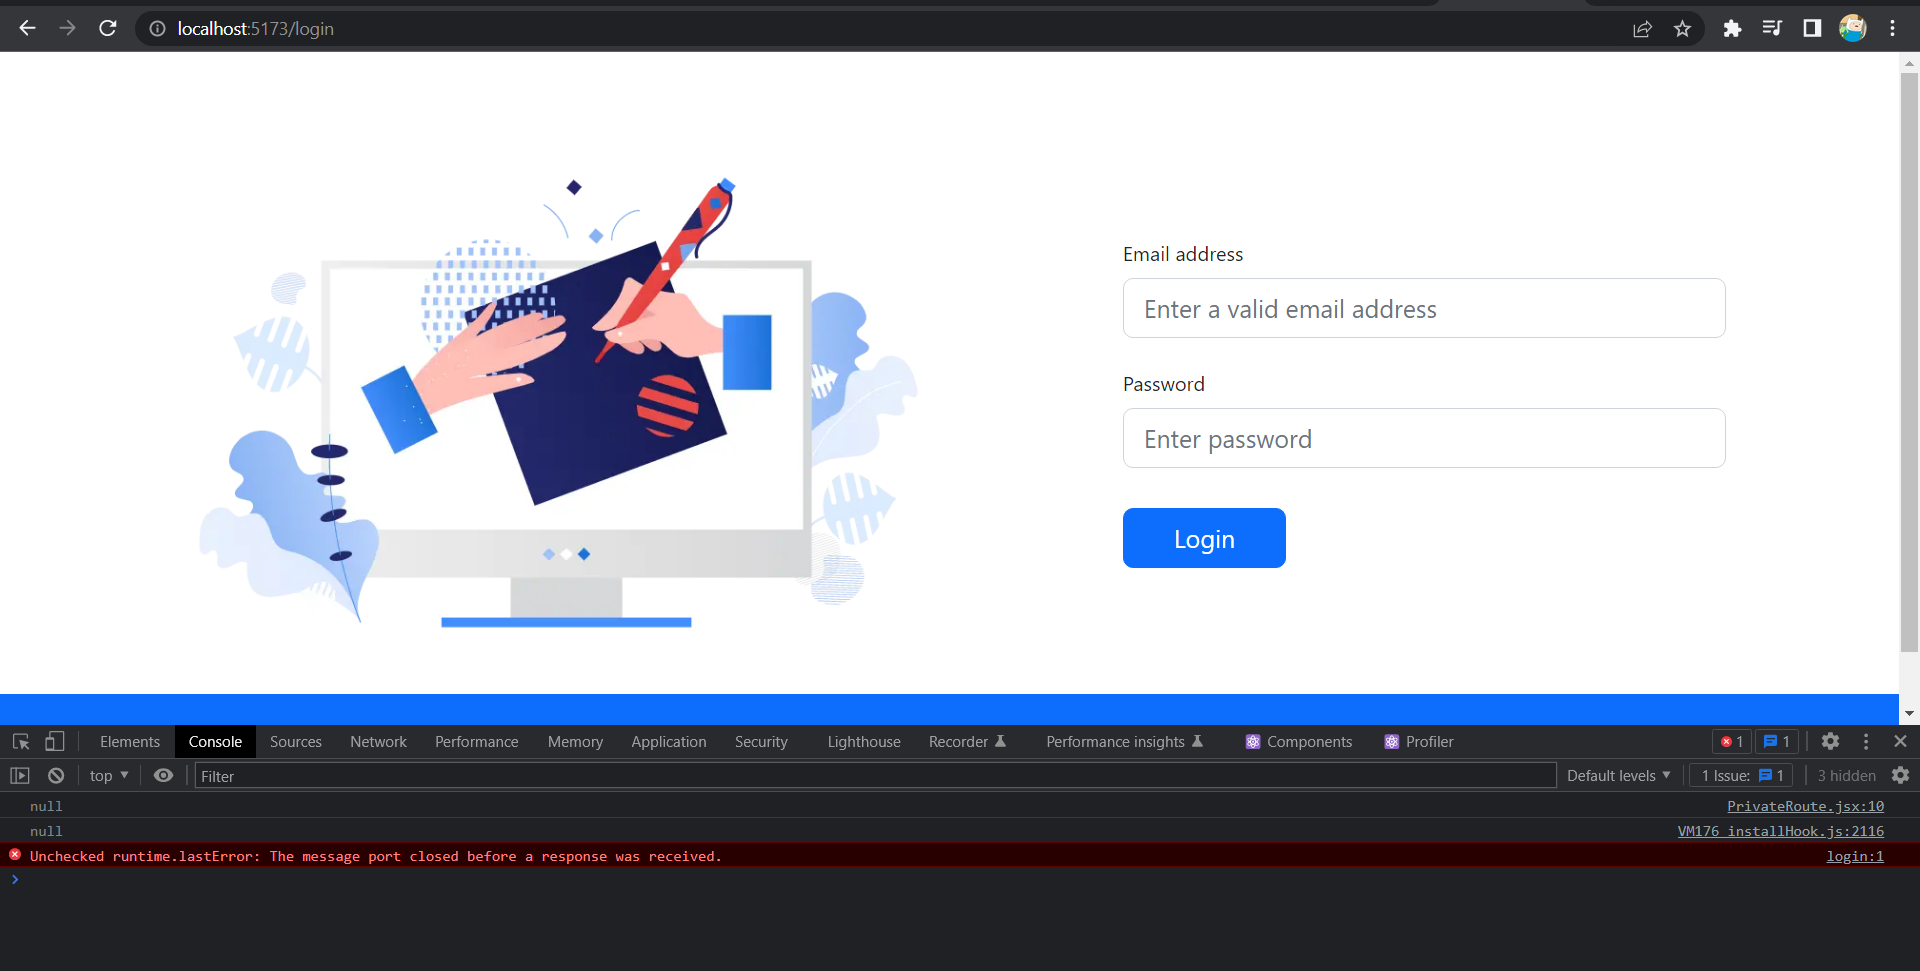 localhost:5173/login
Email address
Enter a valid email address
Password
Enter password
Login
Elements Console Sources Network Performance Memory Application Security Lighthouse Recorder Performance insights Components Profiler 1 1
top Filter Default levels 1 Issue: 1 3 hidden
null PrivateRoute.jsx:10
null VM176 installHook.js:2116
Unchecked runtime.lastError: The message port closed before a response was received. login:1